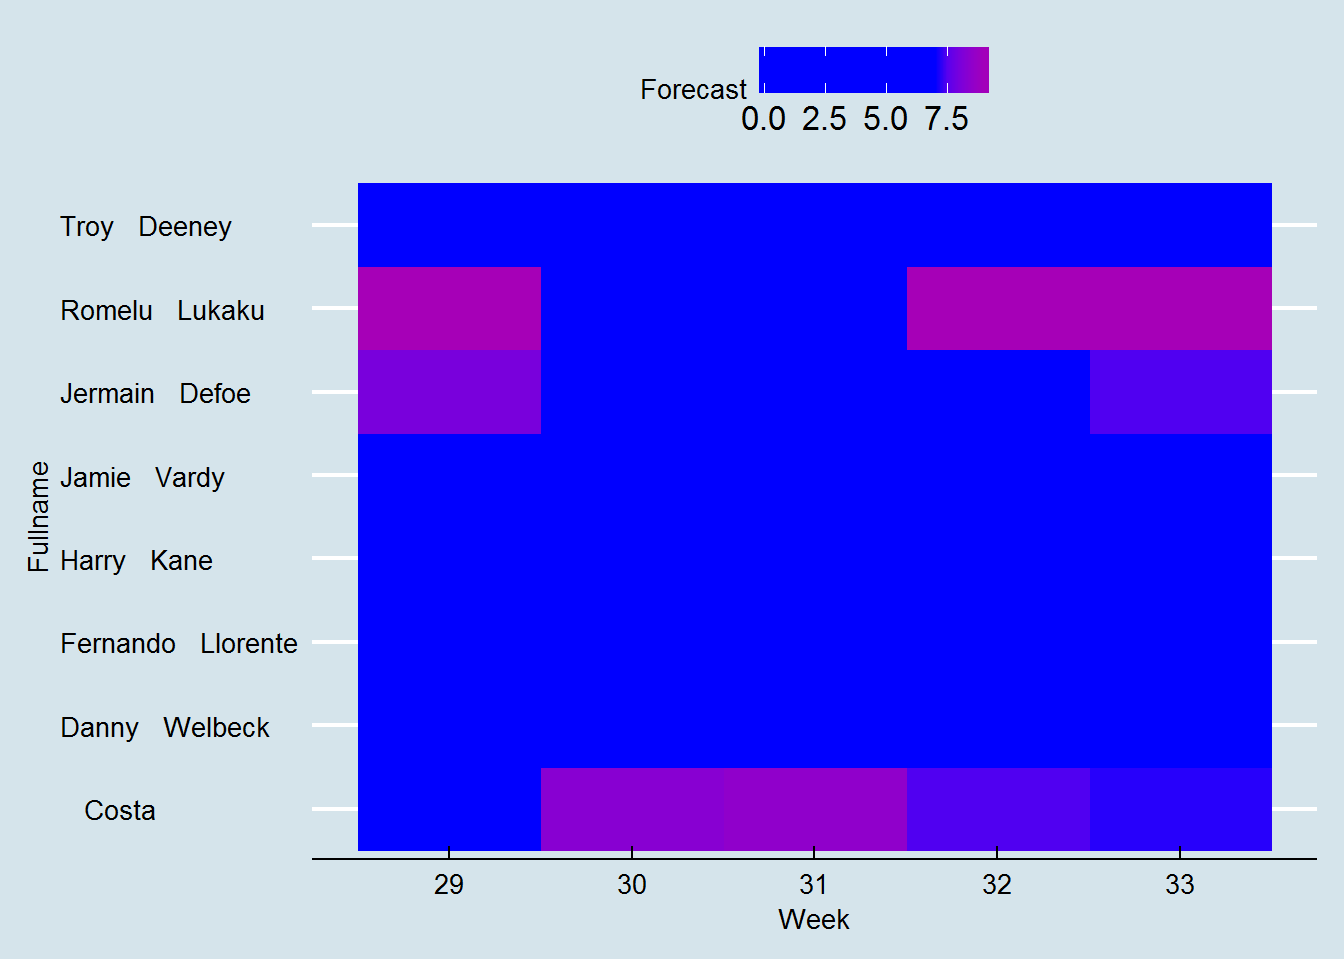 Forecast
0.0 2.5 5.0 7.5
Troy Deeney
Romelu Lukaku
Jermain Defoe
Jamie Vardy
Harry Kane
Fernando Llorente
Danny Welbeck
Costa
Fullname
29 30 31 32 33
Week